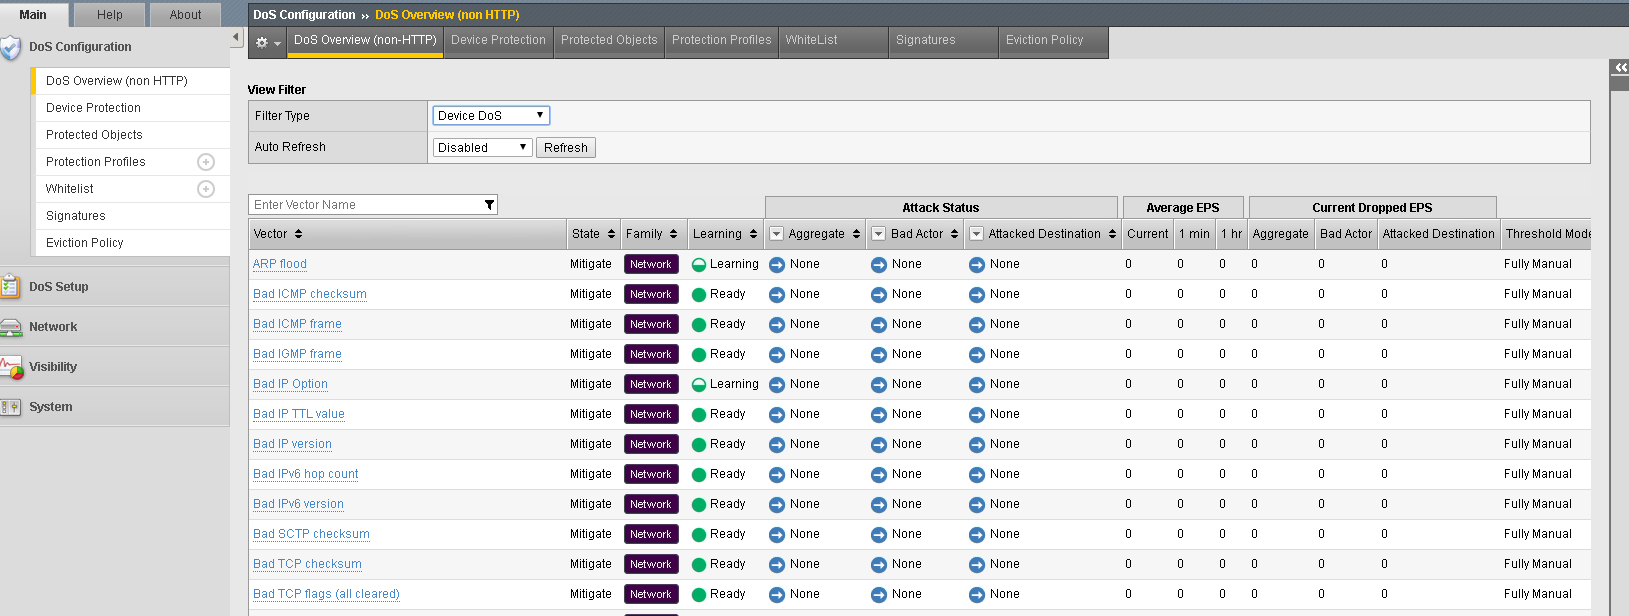 Main Help About
DoS Configuration
DoS Overview (non HTTP)
Device Protection
Protected Objects
Protection Profiles
Whitelist
Signatures
Eviction Policy
DoS Setup
Network
Visibility
System
DoS Configuration ›› DoS Overview (non HTTP)
DoS Overview (non-HTTP) Device Protection Protected Objects Protection Profiles WhiteList Signatures Eviction Policy
View Filter
Filter Type Device DoS
Auto Refresh Disabled Refresh
Enter Vector Name
Attack Status Average EPS Current Dropped EPS
Vector State Family Learning Aggregate Bad Actor Attacked Destination Current 1 min 1 hr Aggregate Bad Actor Attacked Destination Threshold Mode
ARP flood Mitigate Network Learning None None None 0 0 0 0 0 0 Fully Manual
Bad ICMP checksum Mitigate Network Ready None None None 0 0 0 0 0 0 Fully Manual
Bad ICMP frame Mitigate Network Ready None None None 0 0 0 0 0 0 Fully Manual
Bad IGMP frame Mitigate Network Ready None None None 0 0 0 0 0 0 Fully Manual
Bad IP Option Mitigate Network Learning None None None 0 0 0 0 0 0 Fully Manual
Bad IP TTL value Mitigate Network Ready None None None 0 0 0 0 0 0 Fully Manual
Bad IP version Mitigate Network Ready None None None 0 0 0 0 0 0 Fully Manual
Bad IPv6 hop count Mitigate Network Ready None None None 0 0 0 0 0 0 Fully Manual
Bad IPv6 version Mitigate Network Ready None None None 0 0 0 0 0 0 Fully Manual
Bad SCTP checksum Mitigate Network Ready None None None 0 0 0 0 0 0 Fully Manual
Bad TCP checksum Mitigate Network Ready None None None 0 0 0 0 0 0 Fully Manual
Bad TCP flags (all cleared) Mitigate Network Ready None None None 0 0 0 0 0 0 Fully Manual